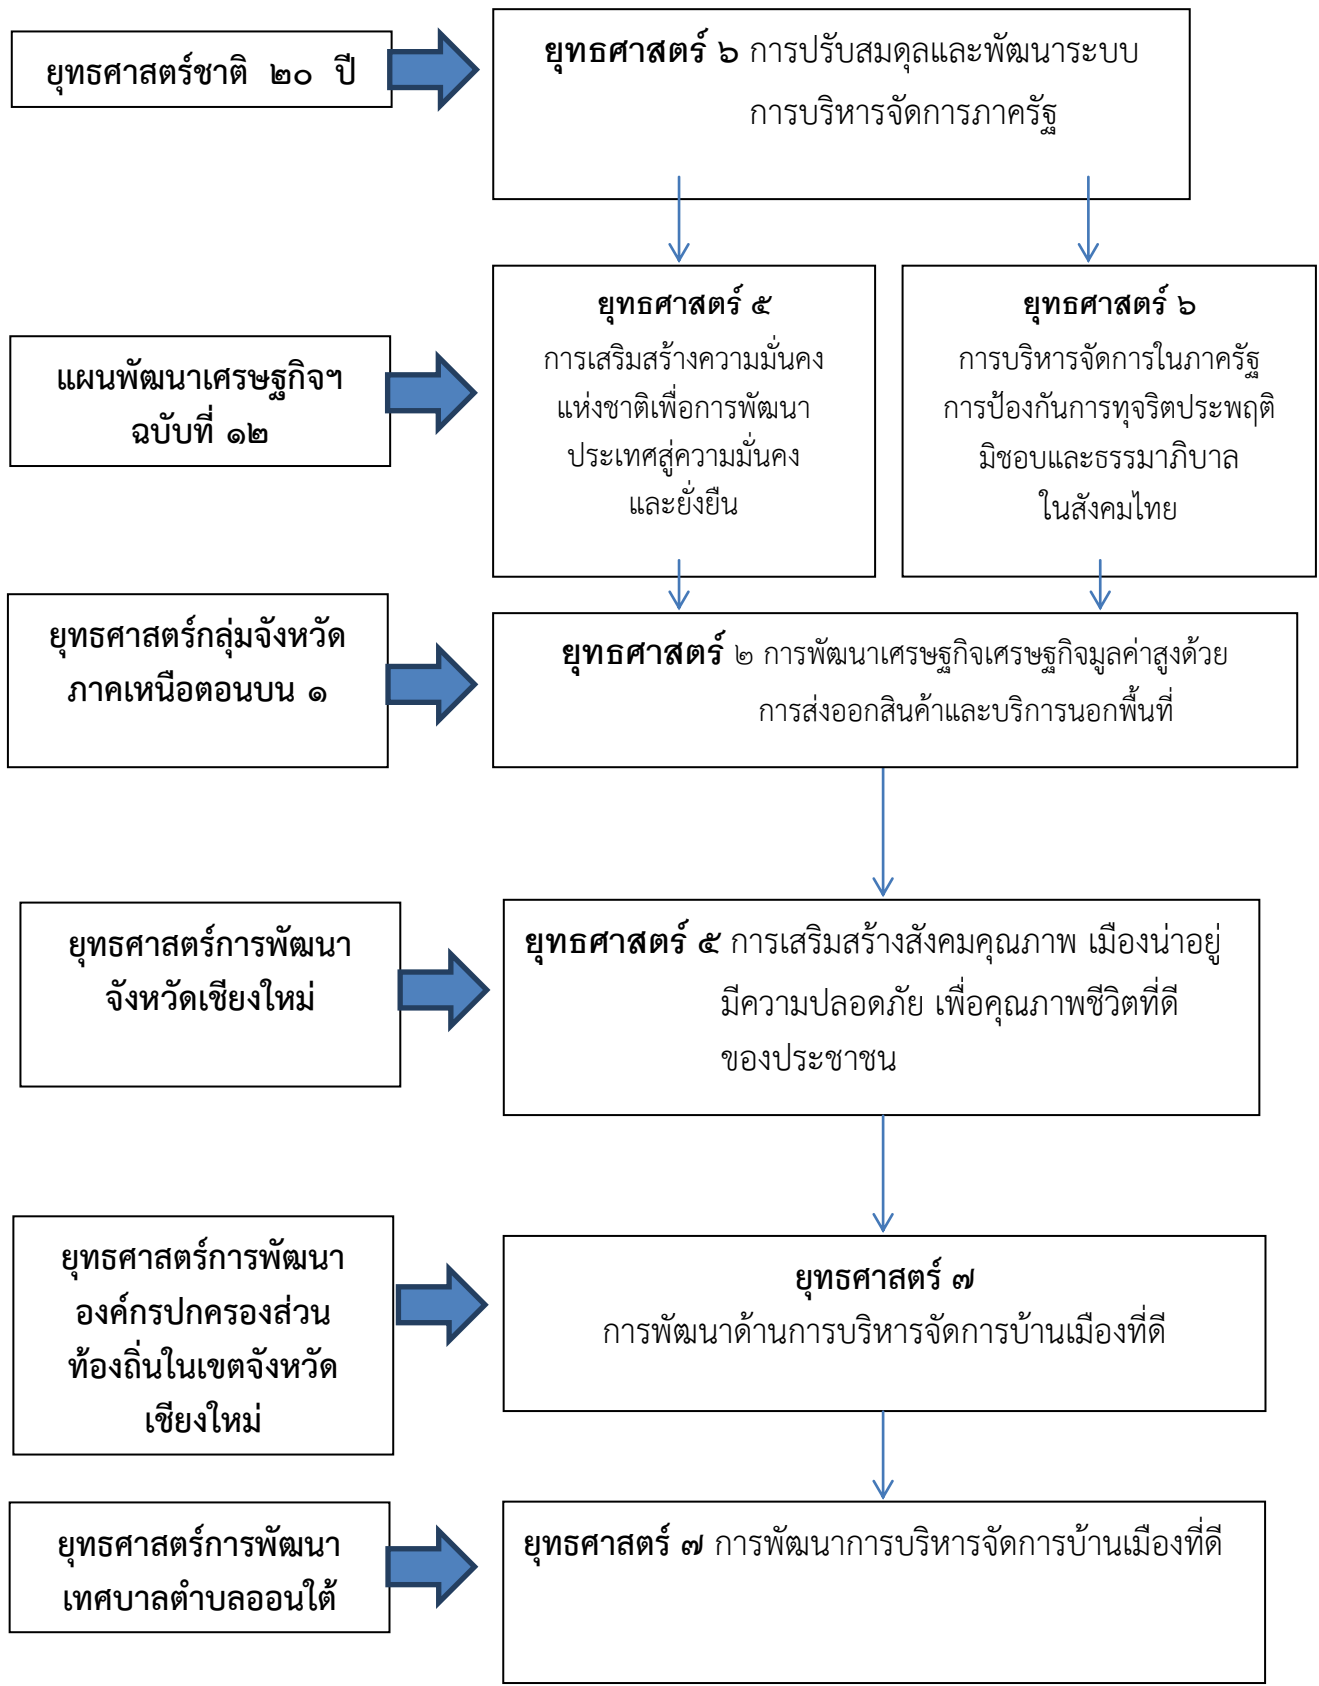 ยุทธศาสตร์ชาติ ๒๐ ปี
ยุทธศาสตร์ ๖ การปรับสมดุลและพัฒนาระบบ
การบริหารจัดการภาครัฐ
แผนพัฒนาเศรษฐกิจฯ
ฉบับที่ ๑๒
ยุทธศาสตร์ ๕
การเสริมสร้างความมั่นคง
แห่งชาติเพื่อการพัฒนา
ประเทศสู่ความมั่นคง
และยั่งยืน
ยุทธศาสตร์ ๖
การบริหารจัดการในภาครัฐ
การป้องกันการทุจริตประพฤติ
มิชอบและธรรมาภิบาล
ในสังคมไทย
ยุทธศาสตร์กลุ่มจังหวัด
ภาคเหนือตอนบน ๑
ยุทธศาสตร์ ๒ การพัฒนาเศรษฐกิจเศรษฐกิจมูลค่าสูงด้วย
การส่งออกสินค้าและบริการนอกพื้นที่
ยุทธศาสตร์การพัฒนา
จังหวัดเชียงใหม่
ยุทธศาสตร์ ๕ การเสริมสร้างสังคมคุณภาพ เมืองน่าอยู่
มีความปลอดภัย เพื่อคุณภาพชีวิตที่ดี
ของประชาชน
ยุทธศาสตร์การพัฒนา
องค์กรปกครองส่วน
ท้องถิ่นในเขตจังหวัด
เชียงใหม่
ยุทธศาสตร์ ๗
การพัฒนาด้านการบริหารจัดการบ้านเมืองที่ดี
ยุทธศาสตร์การพัฒนา
เทศบาลตำบลออนใต้
ยุทธศาสตร์ ๗ การพัฒนาการบริหารจัดการบ้านเมืองที่ดี